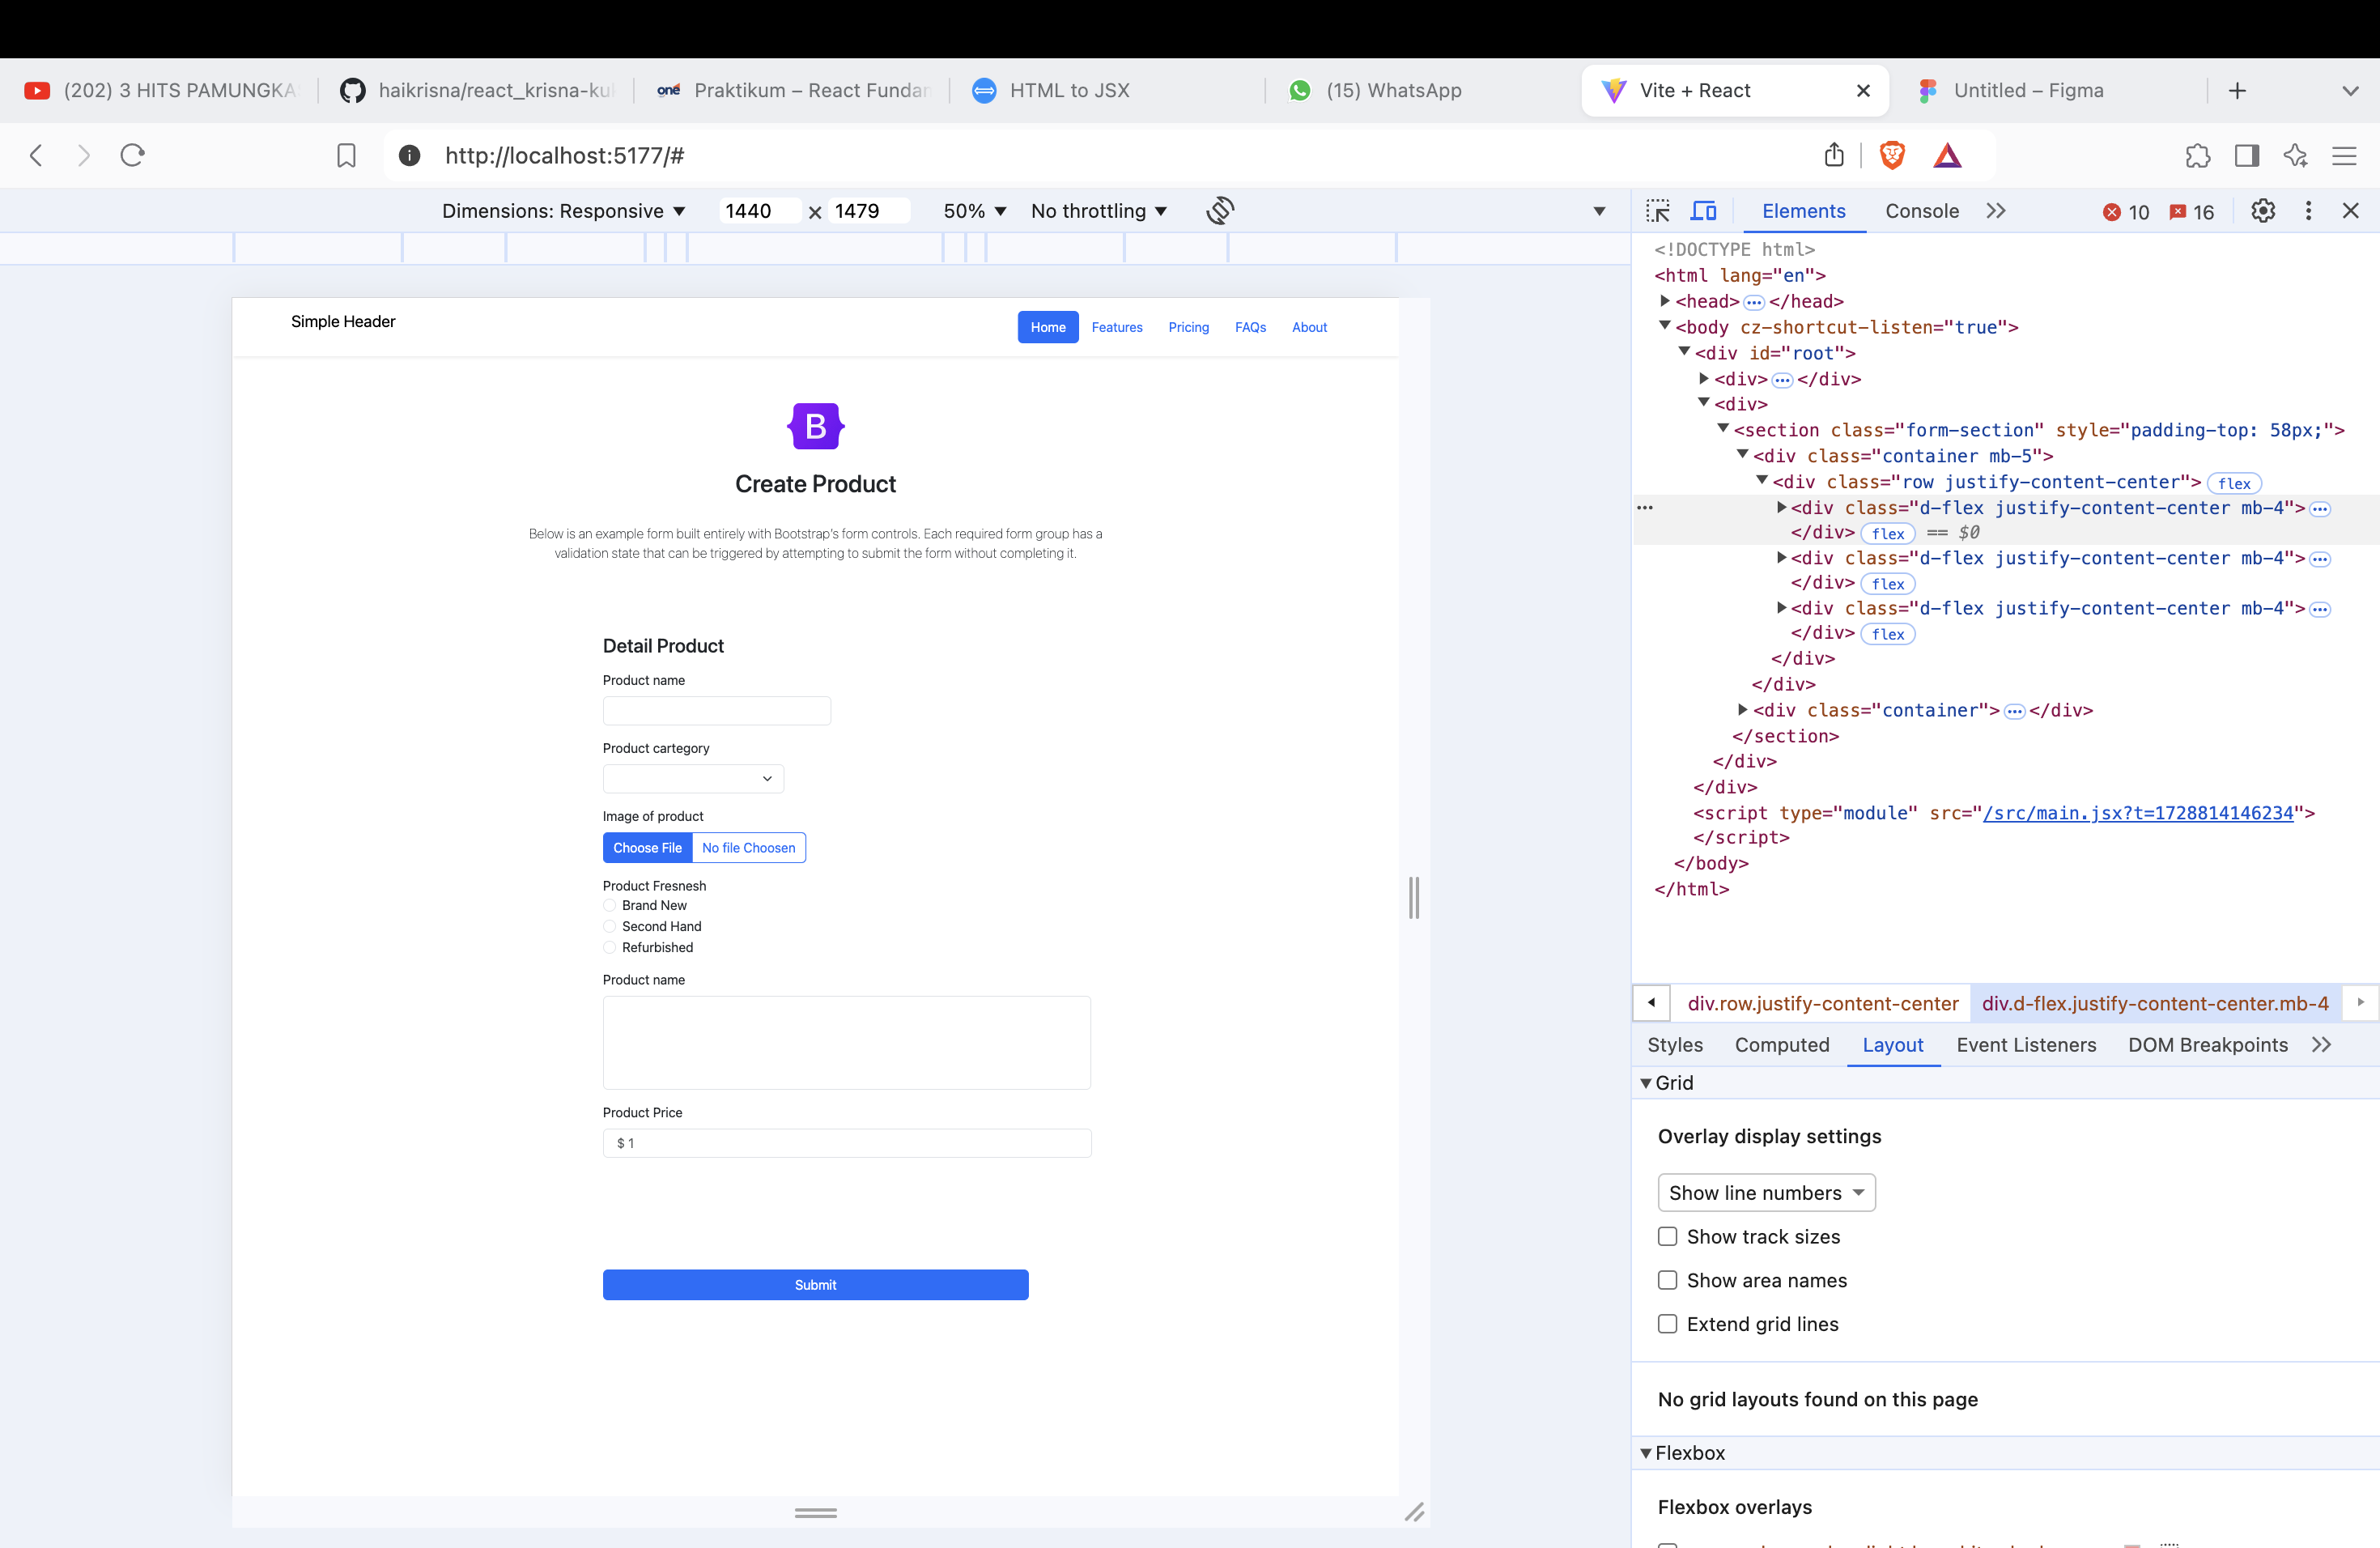 (202) 3 HITS PAMUNGKA
haikrisna/react_krisna-ku
one Praktikum – React Fundan
HTML to JSX
(15) WhatsApp
Vite + React
Untitled – Figma
http://localhost:5177/#
Dimensions: Responsive 1440 x 1479 50% No throttling
Elements Console 10 16
Simple Header
Home Features Pricing FAQs About
B
Create Product
Below is an example form built entirely with Bootstrap's form controls. Each required form group has a
validation state that can be triggered by attempting to submit the form without completing it.
Detail Product
Product name
Product cartegory
Image of product
Choose File No file Choosen
Product Fresnesh
Brand New
Second Hand
Refurbished
Product name
Product Price
$ 1
Submit
<!DOCTYPE html>
<html lang="en">
<head> ··· </head>
<body cz-shortcut-listen="true">
<div id="root">
<div> ··· </div>
<div>
<section class="form-section" style="padding-top: 58px;">
<div class="container mb-5">
<div class="row justify-content-center"> flex
··· <div class="d-flex justify-content-center mb-4"> ···
</div> flex == $0
<div class="d-flex justify-content-center mb-4"> ···
</div> flex
<div class="d-flex justify-content-center mb-4"> ···
</div> flex
</div>
</div>
<div class="container"> ··· </div>
</section>
</div>
</div>
<script type="module" src="/src/main.jsx?t=1728814146234">
</script>
</body>
</html>
div.row.justify-content-center div.d-flex.justify-content-center.mb-4
Styles Computed Layout Event Listeners DOM Breakpoints
Grid
Overlay display settings
Show line numbers
Show track sizes
Show area names
Extend grid lines
No grid layouts found on this page
Flexbox
Flexbox overlays